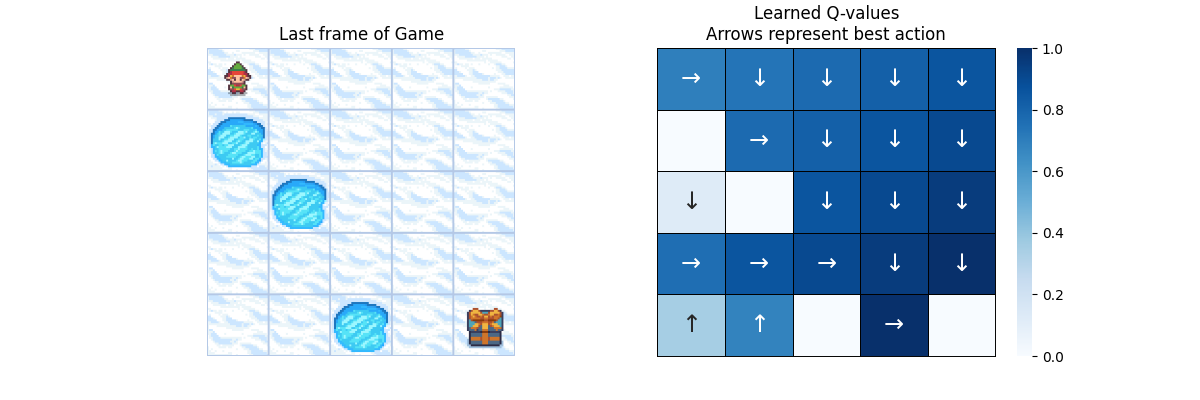 Last frame of Game
Learned Q-values
Arrows represent best action
→ ↓ ↓ ↓ ↓
→ ↓ ↓ ↓
↓ ↓ ↓ ↓
→ → → ↓ ↓
↑ ↑ →
1.0
0.8
0.6
0.4
0.2
0.0